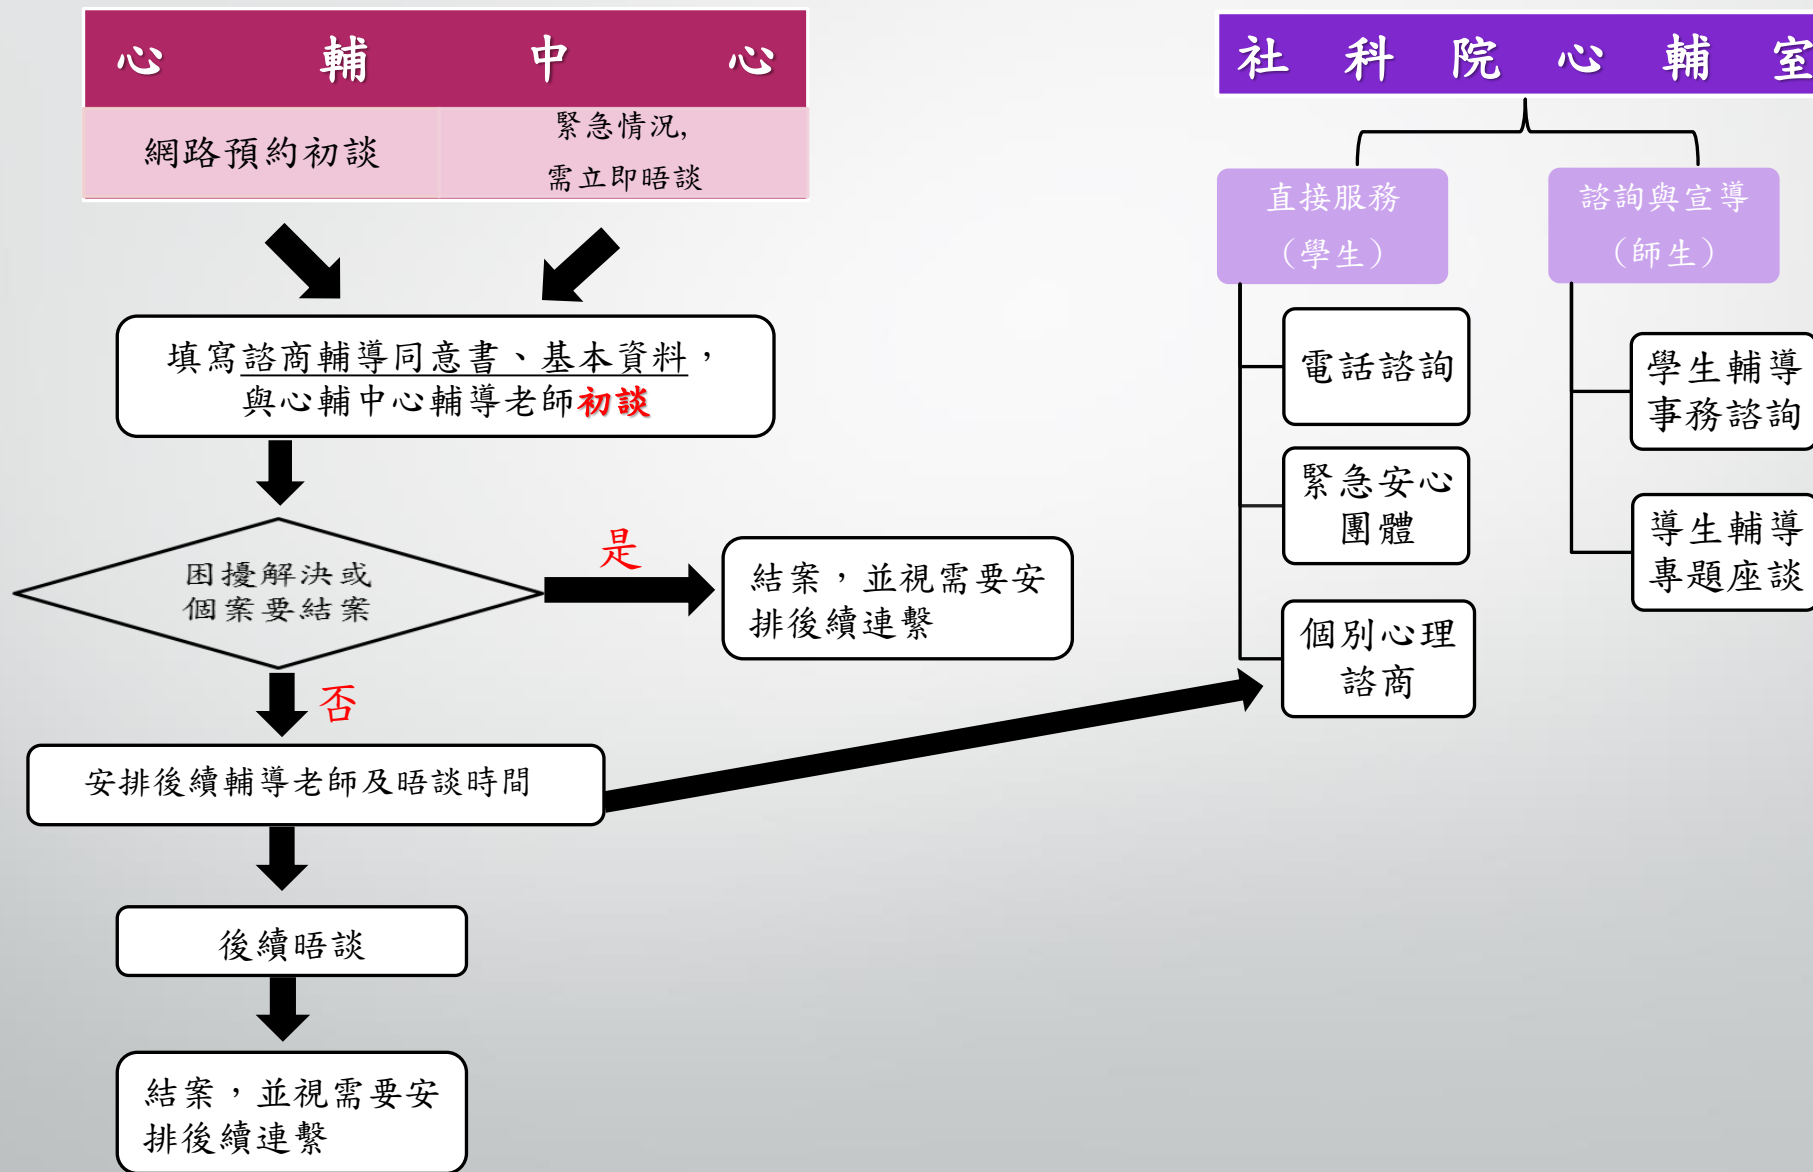 心輔中心
網路預約初談
緊急情況,
需立即晤談
填寫諮商輔導同意書、基本資料，
與心輔中心輔導老師初談
困擾解決或
個案要結案
是
結案，並視需要安
排後續連繫
否
安排後續輔導老師及晤談時間
後續晤談
結案，並視需要安
排後續連繫
社科院心輔室
直接服務
（學生）
電話諮詢
緊急安心
團體
個別心理
諮商
諮詢與宣導
（師生）
學生輔導
事務諮詢
導生輔導
專題座談